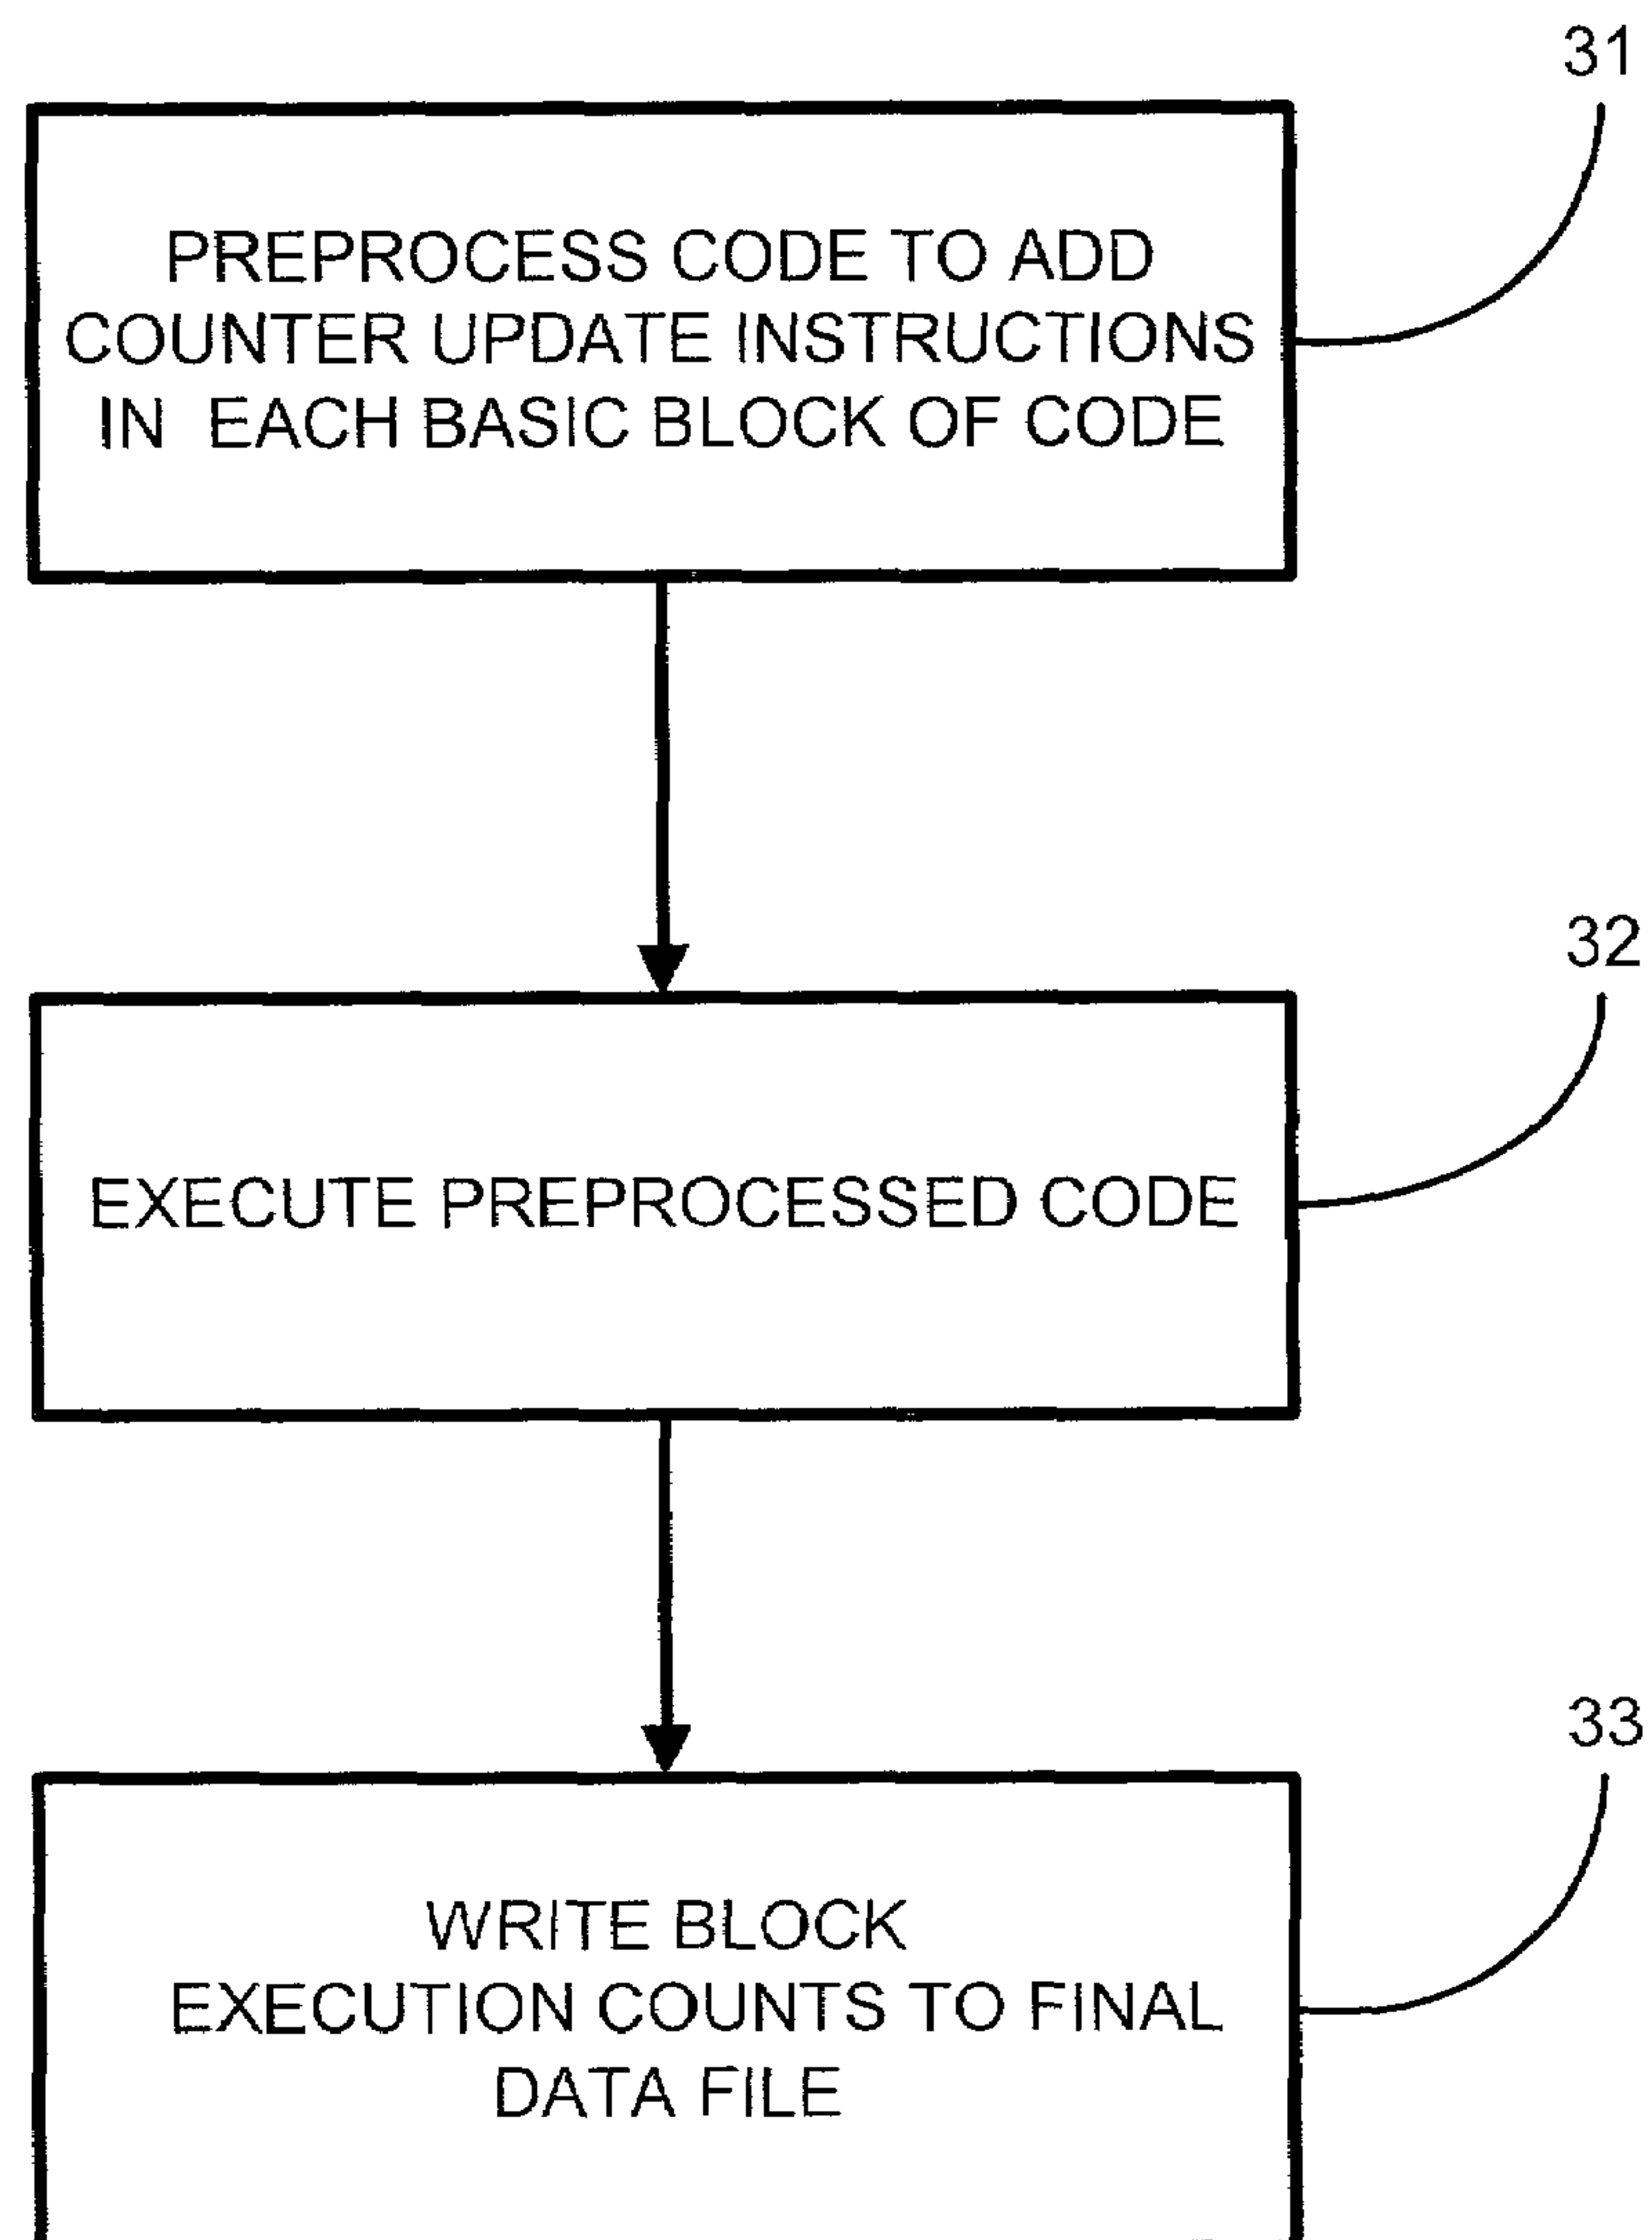 31
PREPROCESS CODE TO ADD
COUNTER UPDATE INSTRUCTIONS
IN EACH BASIC BLOCK OF CODE
32
EXECUTE PREPROCESSED CODE
33
WRITE BLOCK
EXECUTION COUNTS TO FINAL
DATA FILE